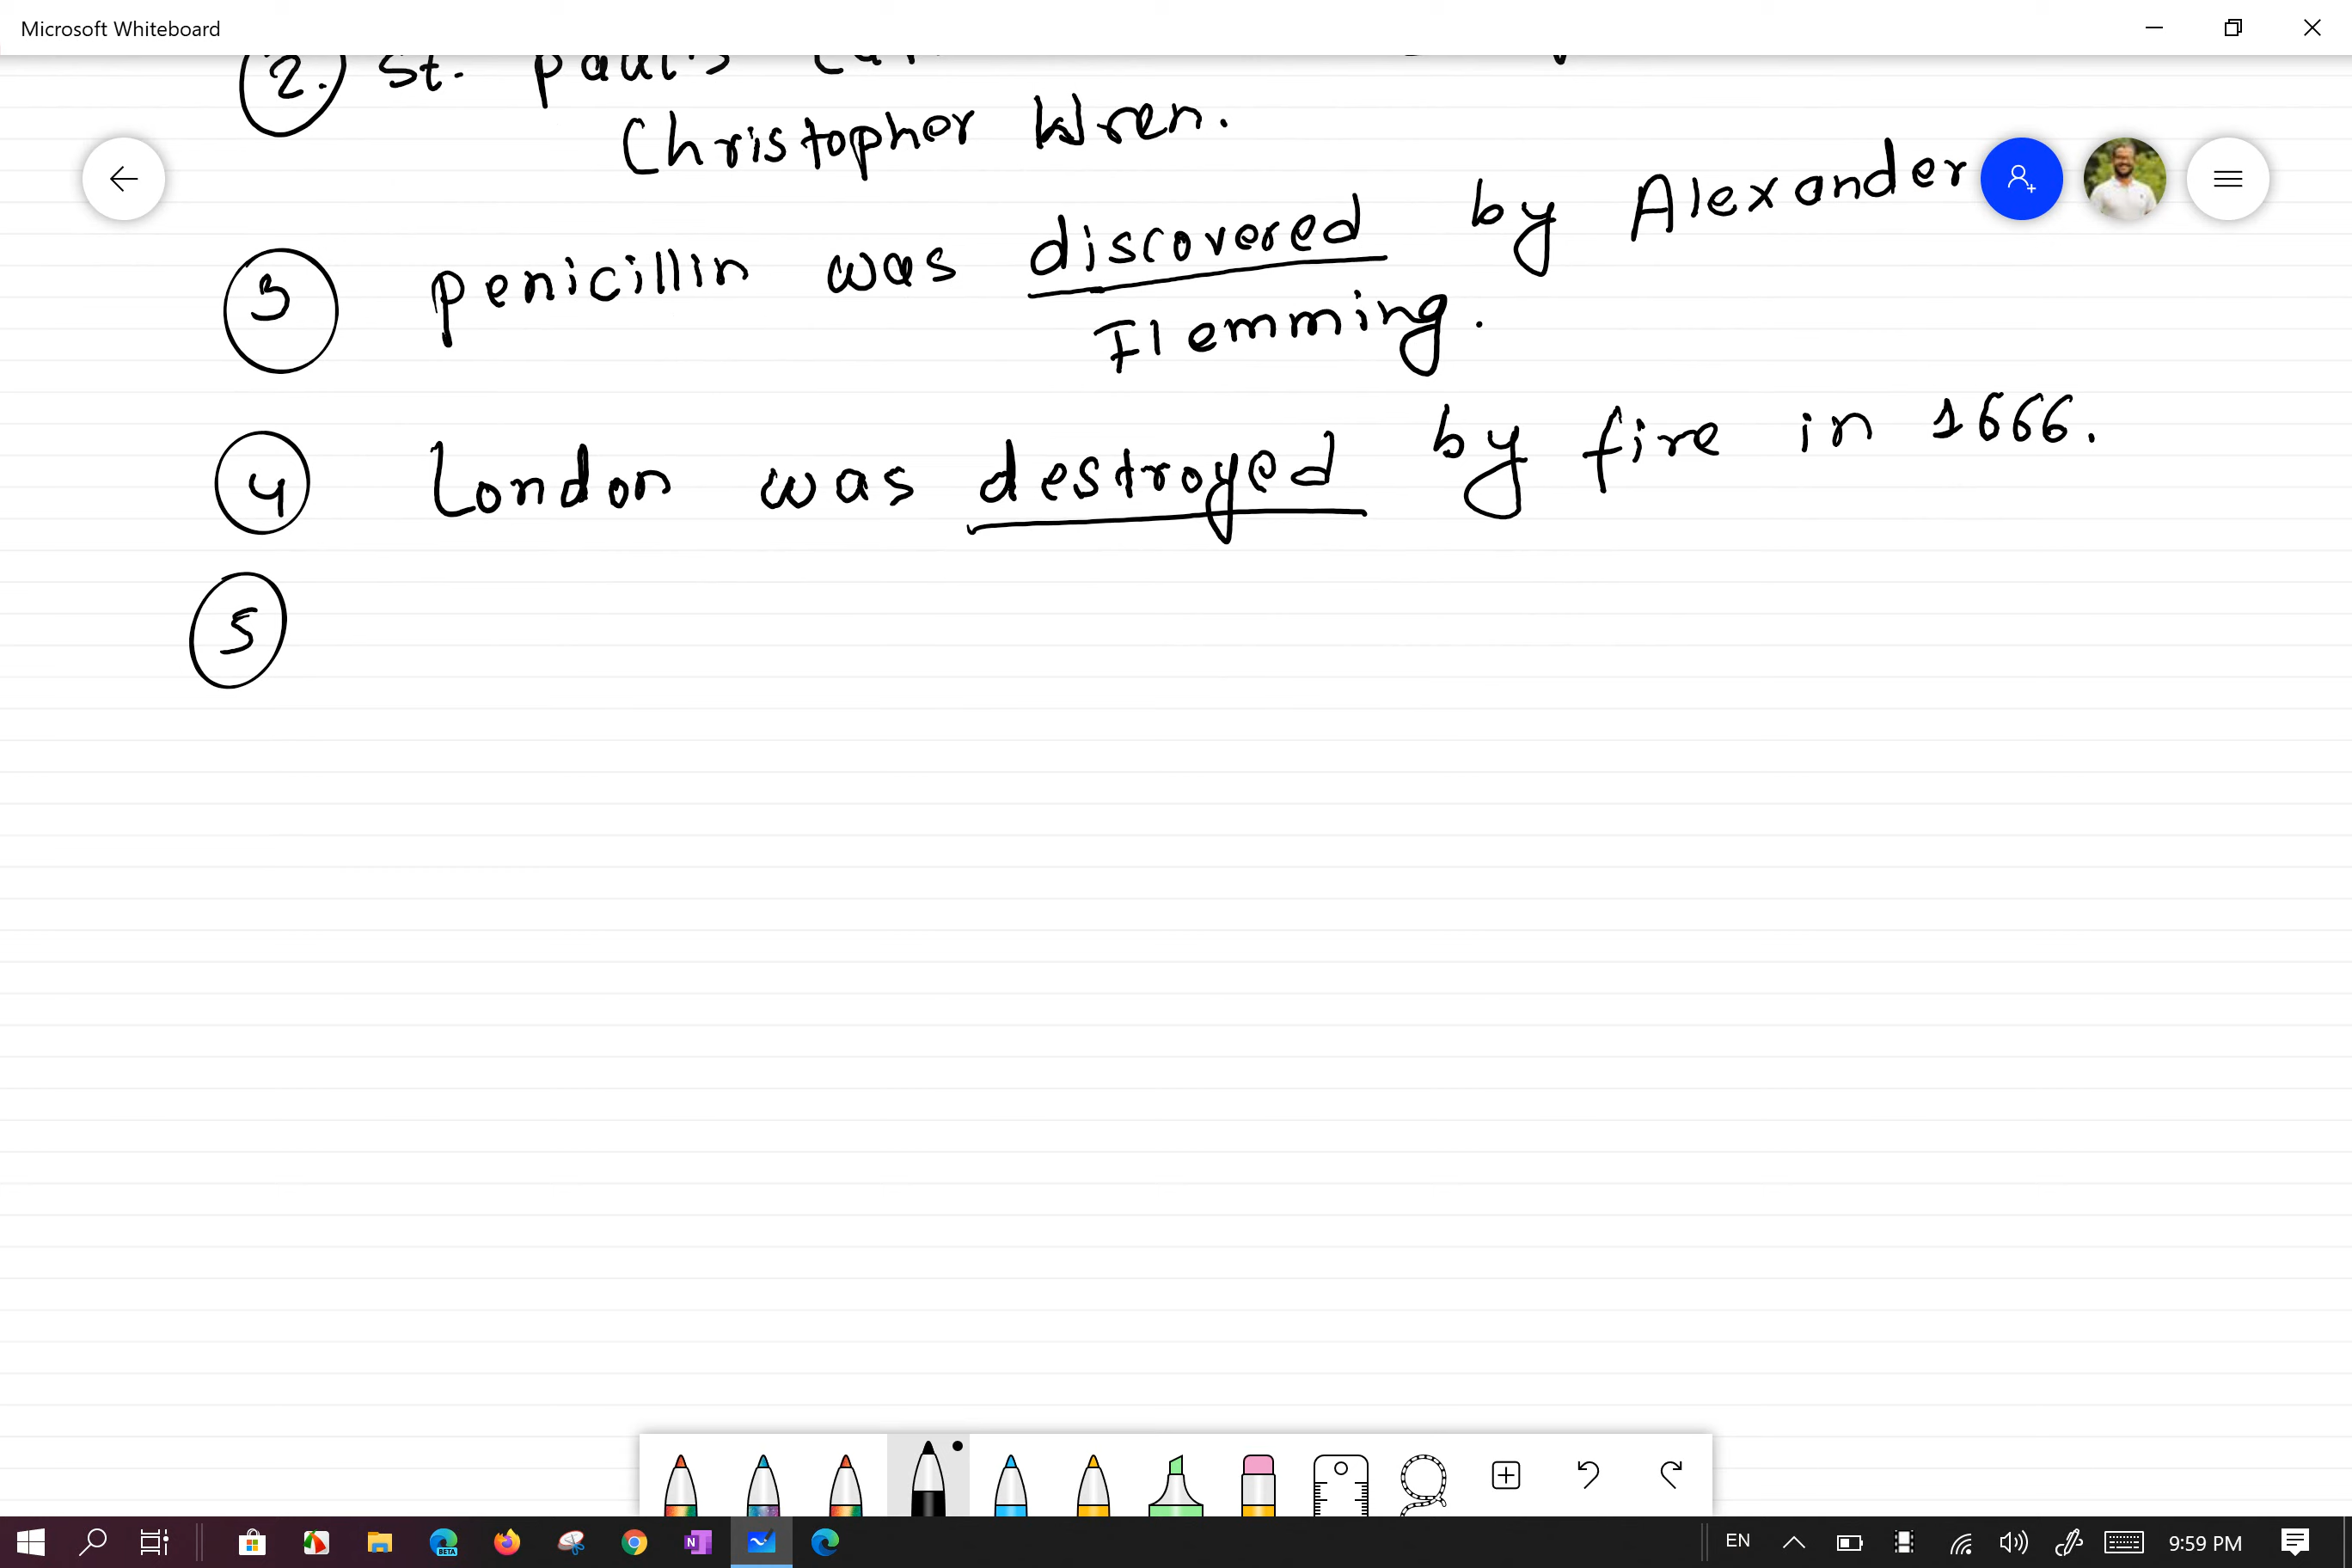 Microsoft Whiteboard
2. St. paul's
Christopher Wren.
3 penicillin was discovered by Alexander
Flemming.
4 London was destroyed by fire in 1666.
5
BETA
N
EN
9:59 PM